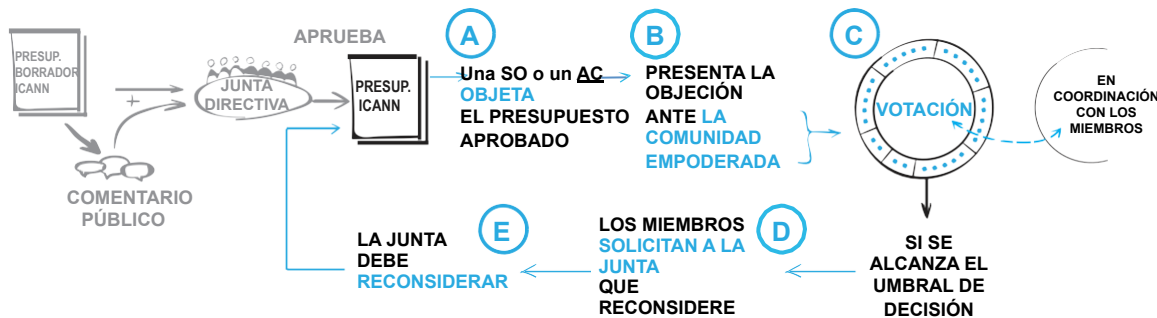 PRESUP.
BORRADOR
ICANN
+
COMENTARIO
PÚBLICO
JUNTA
DIRECTIVA
APRUEBA
PRESUP.
ICANN
A
Una SO o un AC
OBJETA
EL PRESUPUESTO
APROBADO
B
PRESENTA LA
OBJECIÓN
ANTE LA
COMUNIDAD
EMPODERADA
C
VOTACIÓN
EN
COORDINACIÓN
CON LOS
MIEMBROS
SI SE
ALCANZA EL
UMBRAL DE
DECISIÓN
D
LOS MIEMBROS
SOLICITAN A LA
JUNTA
QUE
RECONSIDERE
E
LA JUNTA
DEBE
RECONSIDERAR